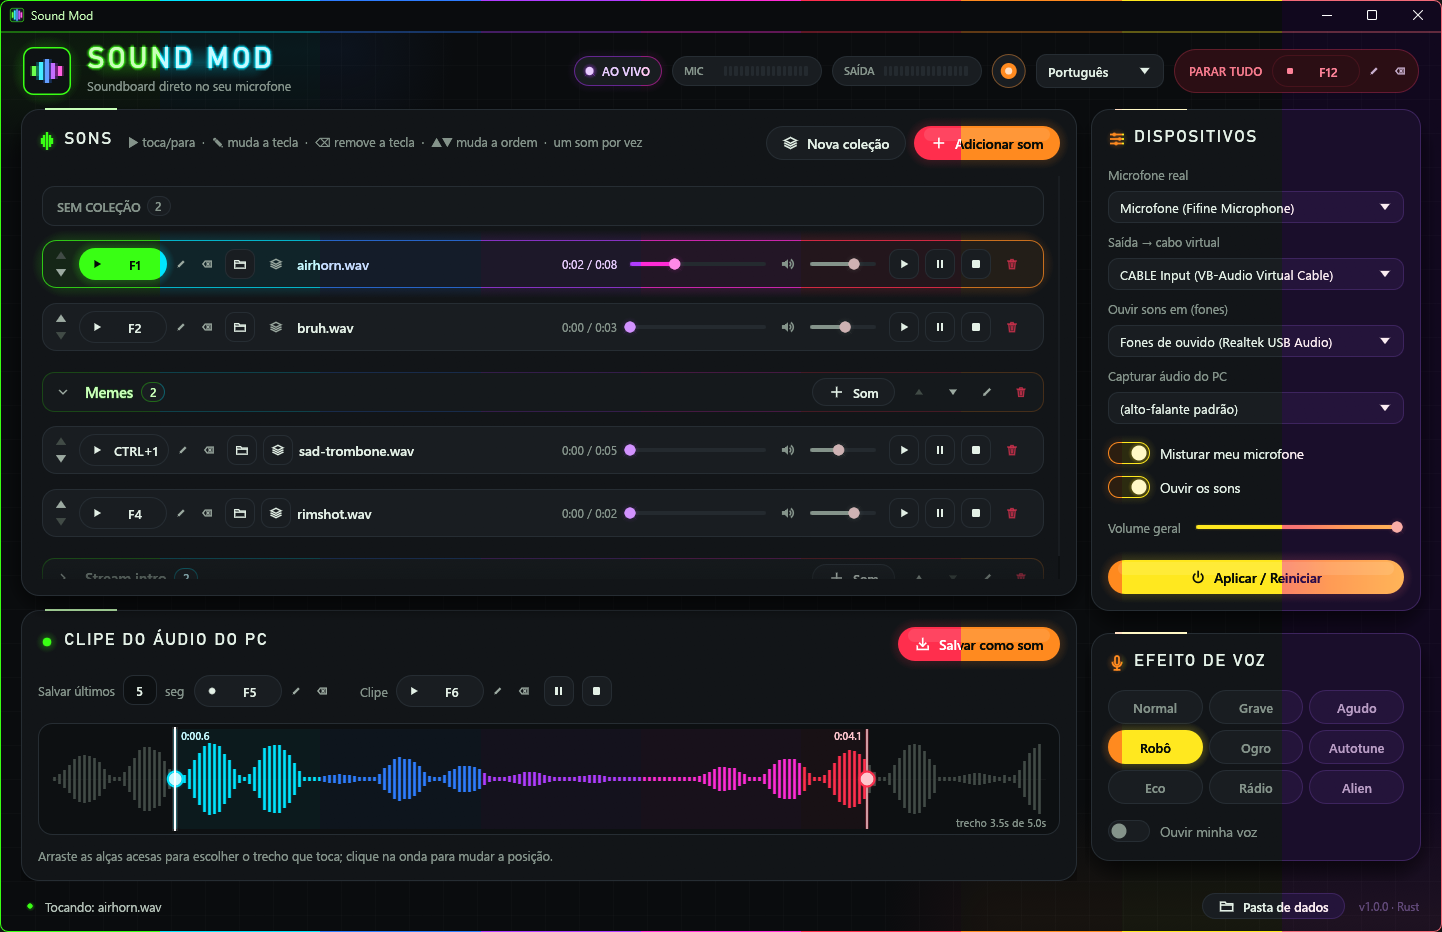 Sound Mod
SOUND MOD
Soundboard direto no seu microfone
AO VIVO
MIC
SAÍDA
Português
PARAR TUDO
F12
SONS
toca/para · muda a tecla · remove a tecla · ▲▼ muda a ordem · um som por vez
Nova coleção
Adicionar som
SEM COLEÇÃO 2
F1
airhorn.wav
0:02 / 0:08
F2
bruh.wav
0:00 / 0:03
Memes 2
Som
CTRL+1
sad-trombone.wav
0:00 / 0:05
F4
rimshot.wav
0:00 / 0:02
Stream intro 2
Som
CLIPE DO ÁUDIO DO PC
Salvar como som
Salvar últimos 5 seg
F5
Clipe
F6
0:00.6
0:04.1
trecho 3.5s de 5.0s
Arraste as alças acesas para escolher o trecho que toca; clique na onda para mudar a posição.
DISPOSITIVOS
Microfone real
Microfone (Fifine Microphone)
Saída → cabo virtual
CABLE Input (VB-Audio Virtual Cable)
Ouvir sons em (fones)
Fones de ouvido (Realtek USB Audio)
Capturar áudio do PC
(alto-falante padrão)
Misturar meu microfone
Ouvir os sons
Volume geral
Aplicar / Reiniciar
EFEITO DE VOZ
Normal
Grave
Agudo
Robô
Ogro
Autotune
Eco
Rádio
Alien
Ouvir minha voz
Tocando: airhorn.wav
Pasta de dados
v1.0.0 · Rust